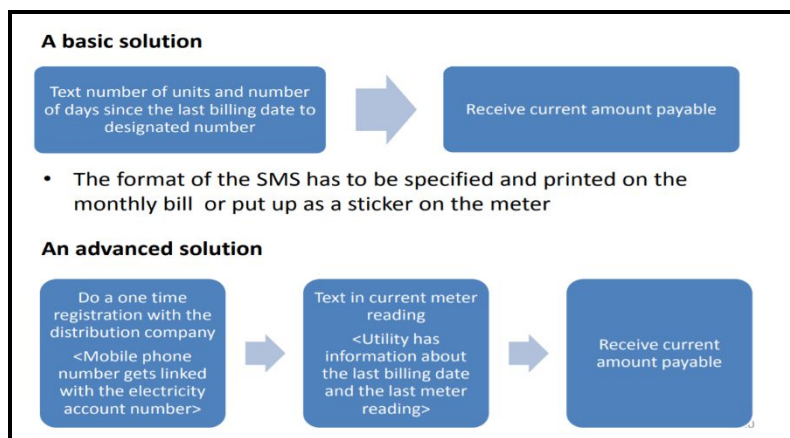 A basic solution
Text number of units and number
of days since the last billing date to
designated number
Receive current amount payable
• The format of the SMS has to be specified and printed on the
monthly bill or put up as a sticker on the meter
An advanced solution
Do a one time
registration with the
distribution company
<Mobile phone
number gets linked
with the electricity
account number>
Text in current meter
reading
<Utility has
information about
the last billing date
and the last meter
reading>
Receive current
amount payable